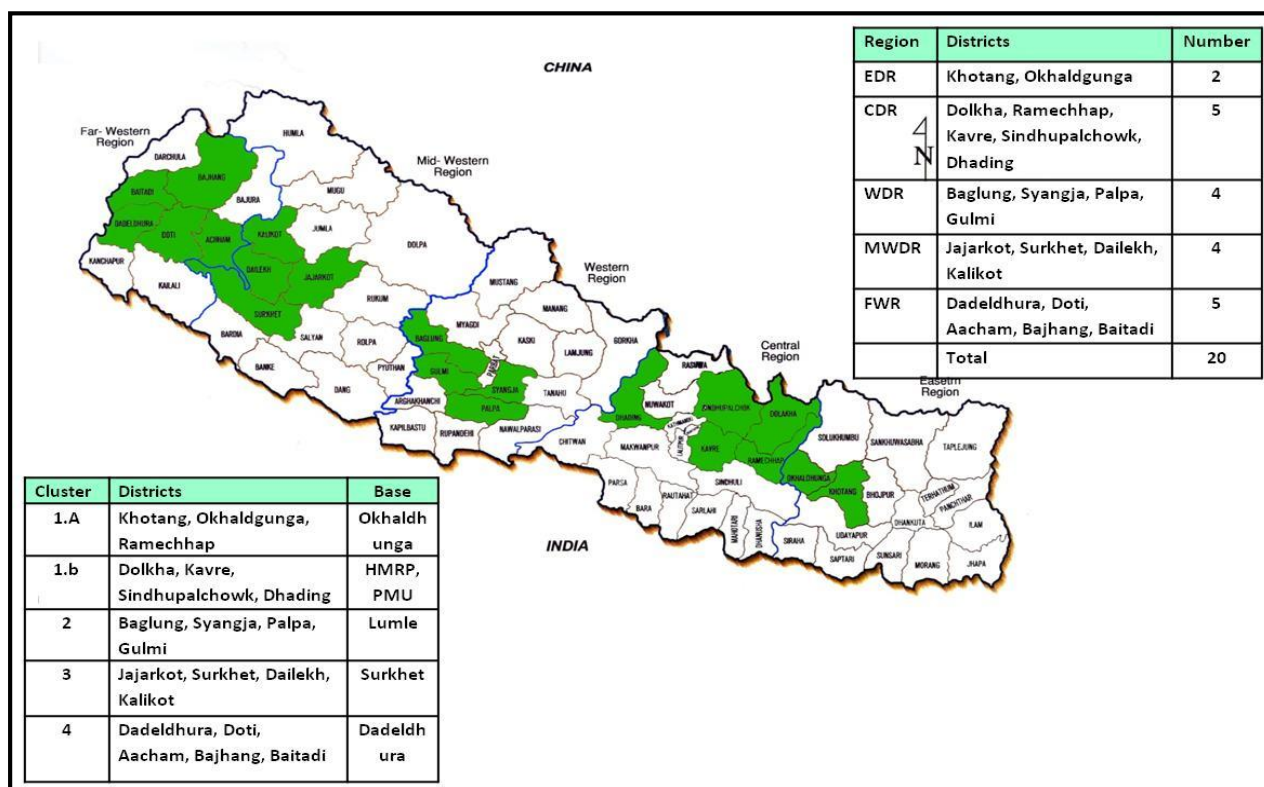 CHINA
Far- Western
Region
HUMLA
DARCHULA
Mid- Western
Region
BAJHANG
BAITADI
MUGU
BAJURA
DADELDHURA
DOTI
ACHHAM
KALIKOT
JUMLA
DOLPA
KANCHAPUR
KAILALI
DAILEKH
JAJARKOT
Western
Region
MUSTANG
SURKHET
RUKUM
MANANG
BARDIA
SALYAN
ROLPA
BAGLUNG
MYAGDI
KASKI
LAMJUNG
GORKHA
Central
Region
BANKE
PYUTHAN
GULMI
PARBAT
SYANGJA
RASUWA
DANG
ARGHAKHANCHI
PALPA
TANAHU
DHADING
NUWAKOT
SINDHUPALCHIK
DOLAKHA
Easetrn
Region
KAPILBASTU
RUPANDEHI
NAWALPARASI
CHITWAN
MAKWANPUR
LALITPUR
KAVRE
RAMECHHAP
SOLUKHUMBU
SANKHUWASABHA
TAPLEJUNG
PARSA
BARA
RAUTAHAT
SARLAHI
SINDHULI
MAHOTARI
DHANUSHA
OKHALDHUNGA
KHOTANG
BHOJPUR
TERHATHUM
PANCHTHAR
DHANKUTA
ILAM
SIRAHA
UDAYAPUR
SAPTARI
SUNSARI
MORANG
JHAPA
INDIA
N
Region Districts Number
EDR Khotang, Okhaldgunga 2
CDR Dolkha, Ramechhap, 5
Kavre, Sindhupalchowk,
Dhading
WDR Baglung, Syangja, Palpa, 4
Gulmi
MWDR Jajarkot, Surkhet, Dailekh, 4
Kalikot
FWR Dadeldhura, Doti, 5
Aacham, Bajhang, Baitadi
Total 20
Cluster Districts Base
1.A Khotang, Okhaldgunga, Okhaldh
Ramechhap unga
1.b Dolkha, Kavre, HMRP,
Sindhupalchowk, Dhading PMU
2 Baglung, Syangja, Palpa, Lumle
Gulmi
3 Jajarkot, Surkhet, Dailekh, Surkhet
Kalikot
4 Dadeldhura, Doti, Dadeldh
Aacham, Bajhang, Baitadi ura